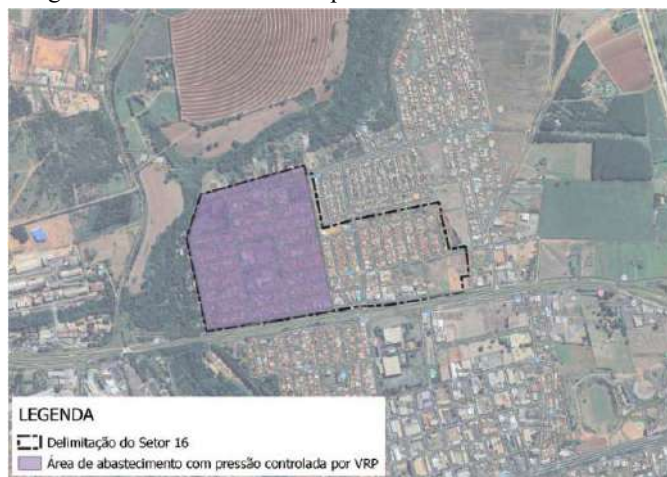 LEGENDA
Delimitação do Setor 16
Área de abastecimento com pressão controlada por VRP